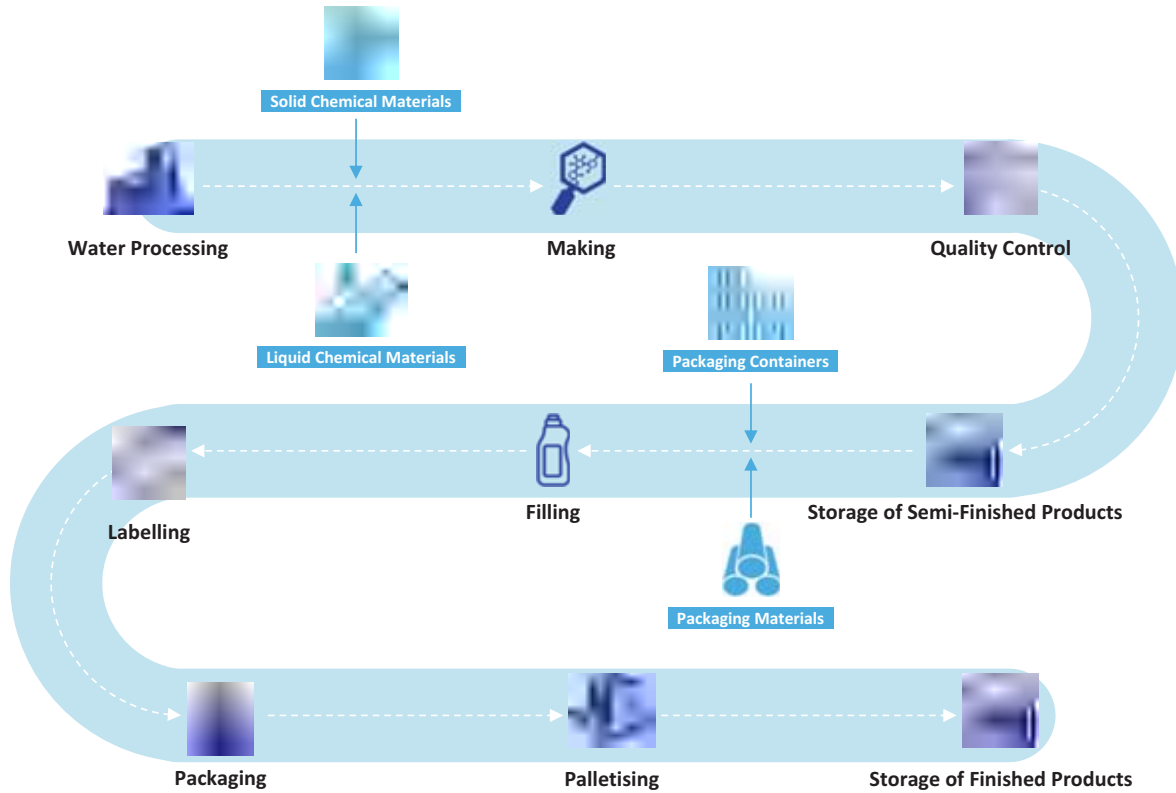 Solid Chemical Materials
Water Processing
Making
Quality Control
Liquid Chemical Materials
Packaging Containers
Labelling
Filling
Storage of Semi-Finished Products
Packaging Materials
Packaging
Palletising
Storage of Finished Products